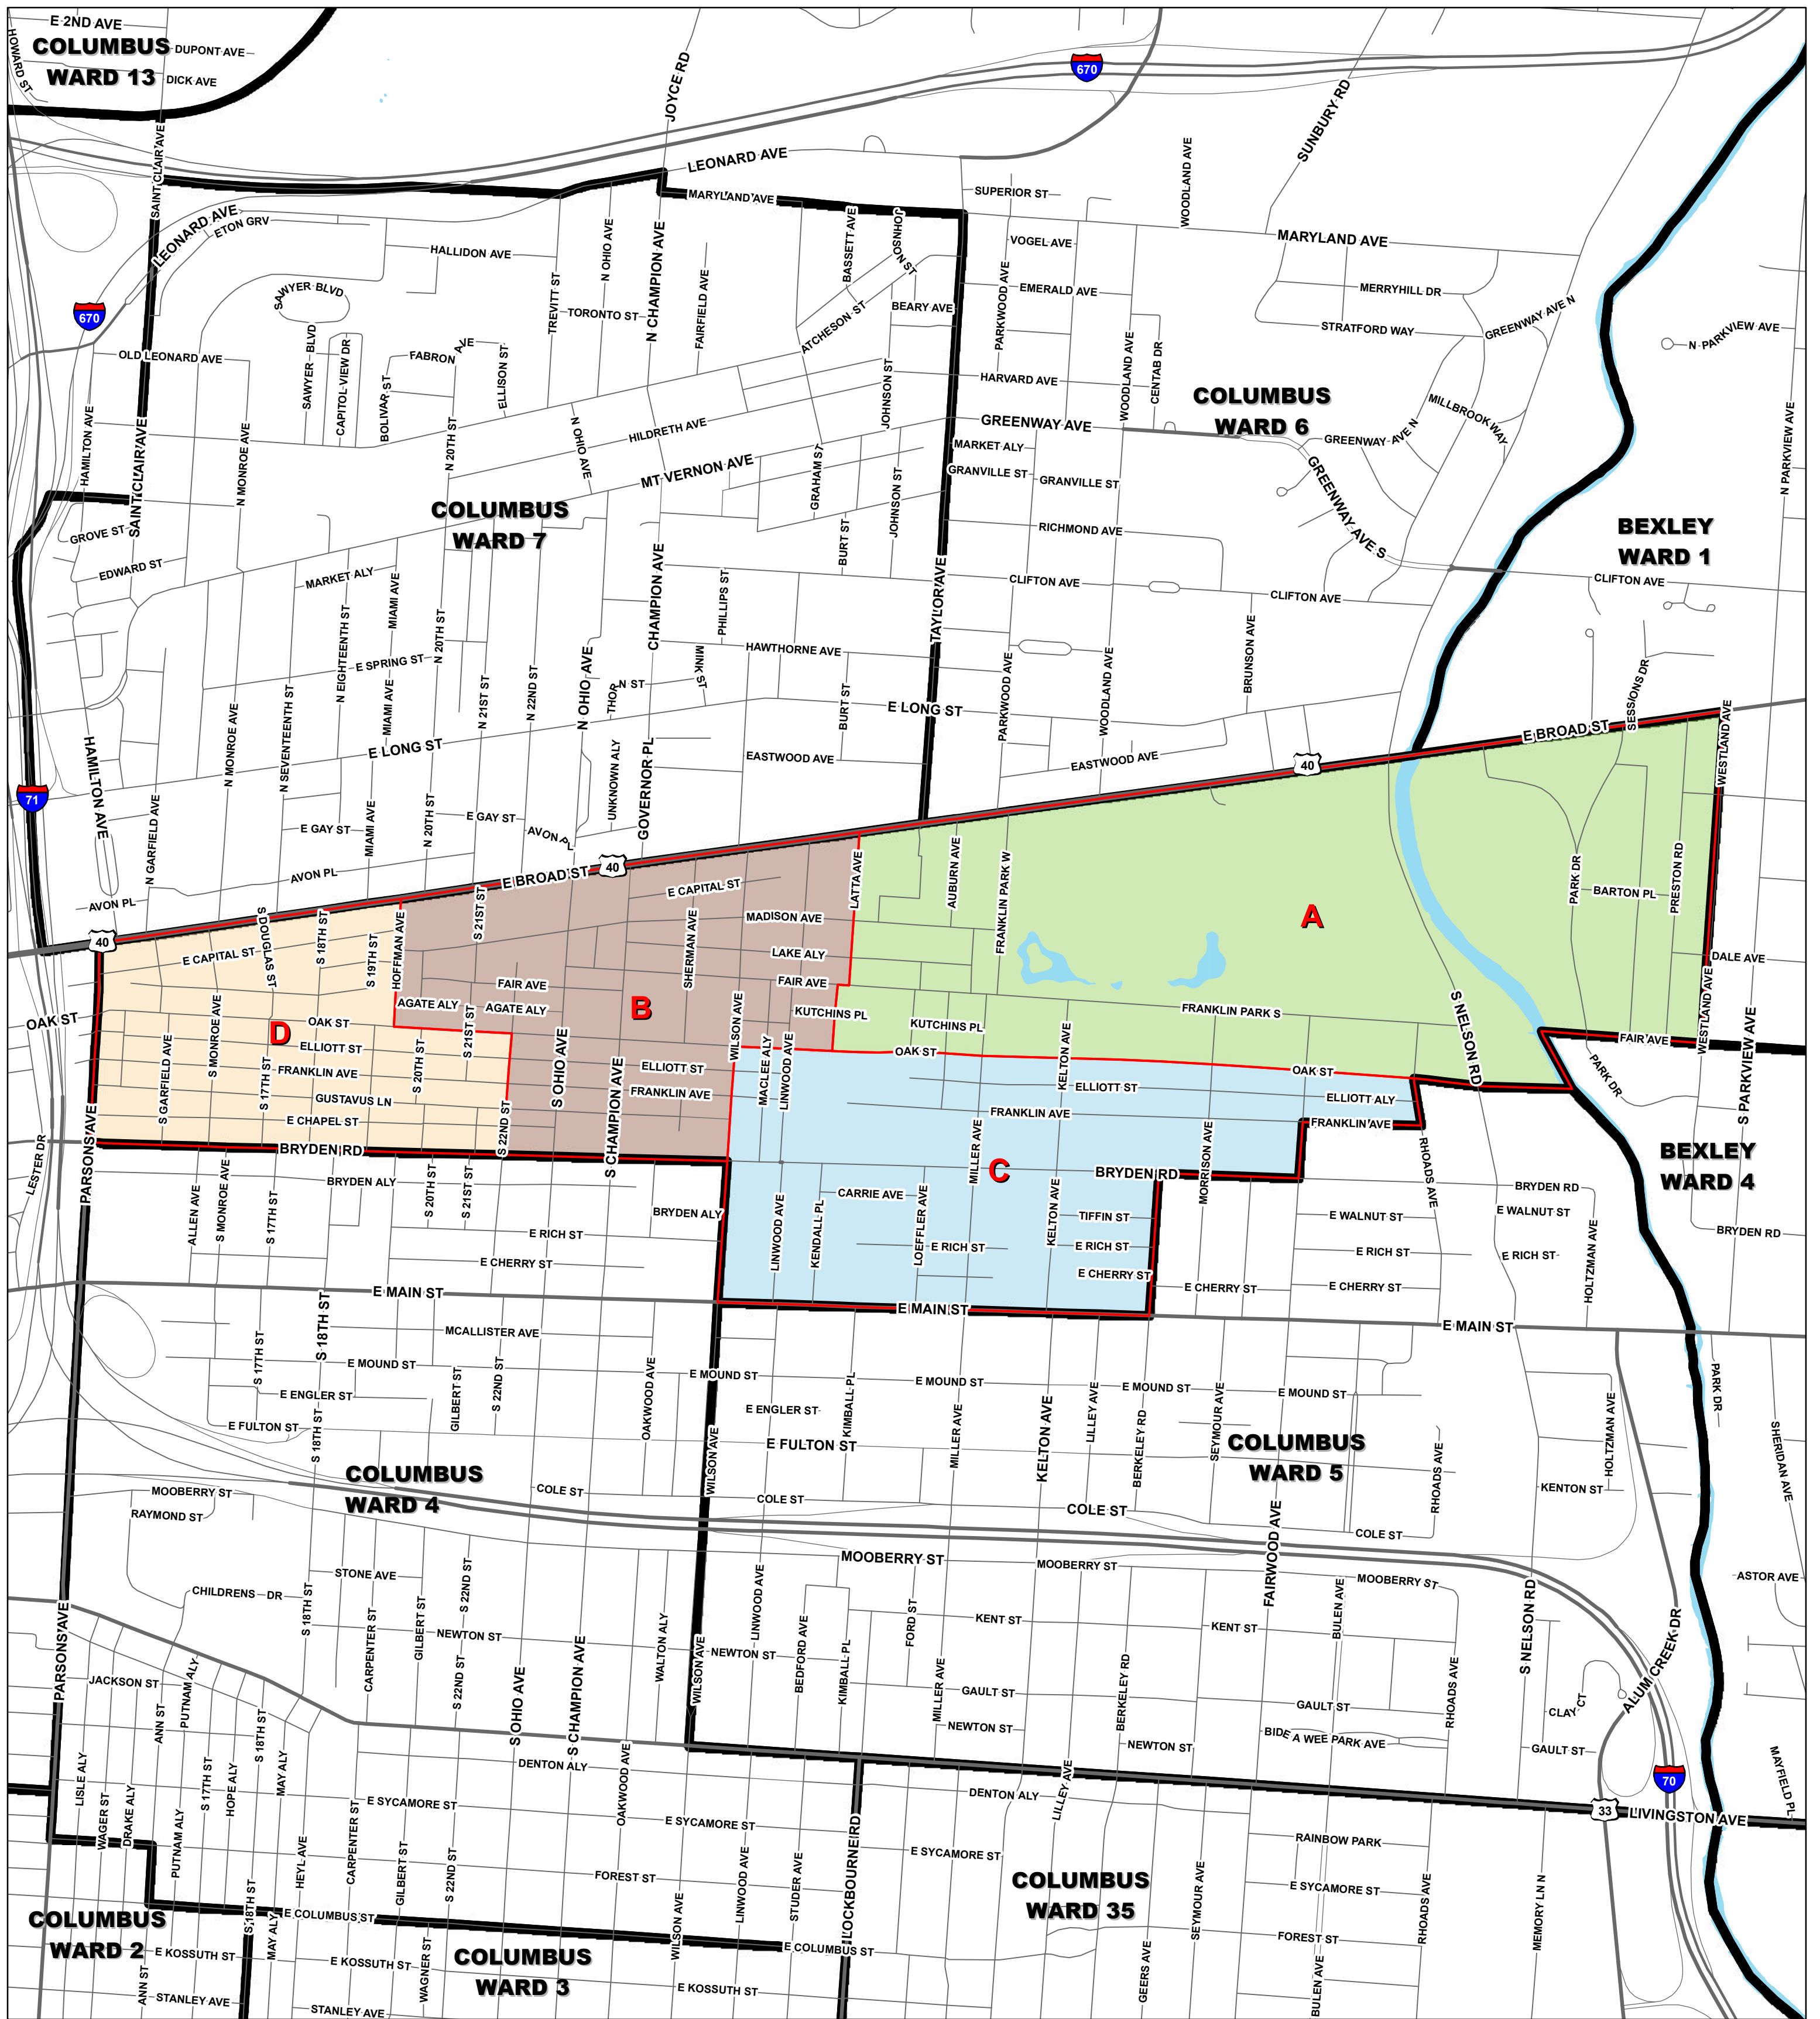 E 2ND AVE
COLUMBUS
WARD 13
DUPONT AVE
DICK AVE
HOWARD ST
SAINT CLAIR AVE
JOYCE RD
670
LEONARD AVE
MARYLAND AVE
SUPERIOR ST
WOODLAND AVE
SUNBURY RD
MARYLAND AVE
LEONARD AVE
ETON GRV
HALLIDON AVE
TREVITT ST
N OHIO AVE
N CHAMPION AVE
FAIRFIELD AVE
BASSETT AVE
JOHNSON ST
VOGEL AVE
PARKWOOD AVE
EMERALD AVE
MERRYHILL DR
STRATFORD WAY
GREENWAY AVE N
N PARKVIEW AVE
670
SAWYER BLVD
SAWYER BLVD
CAPITOL VIEW DR
TORONTO ST
ATCHESON ST
BEARY AVE
OLD LEONARD AVE
FABRON AVE
ELLISON ST
BOLIVAR ST
HARVARD AVE
WOODLAND AVE
CENTAB DR
COLUMBUS
WARD 6
MILLBROOK WAY
HAMILTON AVE
SAINT CLAIR AVE
N MONROE AVE
N 20TH ST
N OHIO AVE
HILDRETH AVE
JOHNSON ST
GREENWAY AVE
MARKET ALY
GREENWAY AVE N
GREENWAY AVE S
N PARKVIEW AVE
MT VERNON AVE
GRAHAM ST
GRANVILLE ST
GRANVILLE ST
COLUMBUS
WARD 7
GROVE ST
EDWARD ST
JOHNSON ST
BURT ST
RICHMOND AVE
BEXLEY
WARD 1
MARKET ALY
MIAMI AVE
CHAMPION AVE
PHILLIPS ST
TAYLOR AVE
CLIFTON AVE
CLIFTON AVE
CLIFTON AVE
N EIGHTEENTH ST
N 20TH ST
E SPRING ST
HAWTHORNE AVE
MINK ST
BRUNSON AVE
PARKWOOD AVE
WOODLAND AVE
SESSIONS DR
N SEVENTEENTH ST
N MONROE AVE
MIAMI AVE
N 21ST ST
N 22ND ST
N OHIO AVE
THORN ST
BURT ST
E LONG ST
E LONG ST
HAMILTON AVE
UNKNOWN ALY
GOVERNOR PL
EASTWOOD AVE
EASTWOOD AVE
E BROAD ST
WESTLAND AVE
40
71
N GARFIELD AVE
MIAMI AVE
N 20TH ST
E GAY ST
E GAY ST
AVON PL
AVON PL
AVON PL
40
E BROAD ST
E CAPITAL ST
LATTA AVE
AUBURN AVE
FRANKLIN PARK W
PARK DR
BARTON PL
PRESTON RD
A
40
S DOUGLAS ST
S 18TH ST
S 19TH ST
HOFFMAN AVE
S 21ST ST
SHERMAN AVE
MADISON AVE
E CAPITAL ST
LAKE ALY
DALE AVE
FAIR AVE
FAIR AVE
AGATE ALY
AGATE ALY
B
KUTCHINS PL
KUTCHINS PL
FRANKLIN PARK S
S NELSON RD
WESTLAND AVE
S PARKVIEW AVE
OAK ST
OAK ST
D
S MONROE AVE
S GARFIELD AVE
S 17TH ST
ELLIOTT ST
FRANKLIN AVE
GUSTAVUS LN
E CHAPEL ST
S 20TH ST
S 21ST ST
S 22ND ST
S OHIO AVE
S CHAMPION AVE
WILSON AVE
MACLEE ALY
LINWOOD AVE
ELLIOTT ST
FRANKLIN AVE
OAK ST
KELTON AVE
OAK ST
ELLIOTT ST
ELLIOTT ALY
FRANKLIN AVE
FRANKLIN AVE
FAIR AVE
PARK DR
PARSONS AVE
LESTER DR
BRYDEN RD
BRYDEN ALY
BRYDEN ALY
ALLEN AVE
S MONROE AVE
S 17TH ST
S 20TH ST
S 21ST ST
E RICH ST
E CHERRY ST
MILLER AVE
C
BRYDEN RD
MORRISON AVE
CARRIE AVE
LINWOOD AVE
KENDALL PL
LOEFFLER AVE
E RICH ST
KELTON AVE
TIFFIN ST
E RICH ST
E CHERRY ST
RHOADS AVE
BRYDEN RD
E WALNUT ST
E WALNUT ST
E RICH ST
E RICH ST
E CHERRY ST
E CHERRY ST
HOLTZMAN AVE
BEXLEY
WARD 4
BRYDEN RD
E MAIN ST
E MAIN ST
E MAIN ST
MCALLISTER AVE
S 18TH ST
S 17TH ST
E MOUND ST
E MOUND ST
E MOUND ST
E MOUND ST
E MOUND ST
E ENGLER ST
E ENGLER ST
E FULTON ST
E FULTON ST
S 18TH ST
GILBERT ST
S 22ND ST
OAKWOOD AVE
WILSON AVE
KIMBALL PL
MILLER AVE
KELTON AVE
LILLEY AVE
BERKELEY RD
SEYMOUR AVE
COLUMBUS
WARD 5
RHOADS AVE
HOLTZMAN AVE
PARK DR
SHERIDAN AVE
COLUMBUS
WARD 4
MOOBERRY ST
RAYMOND ST
COLE ST
COLE ST
COLE ST
COLE ST
KENTON ST
MOOBERRY ST
MOOBERRY ST
MOOBERRY ST
FAIRWOOD AVE
STONE AVE
CHILDRENS DR
ASTOR AVE
PARSONS AVE
S 18TH ST
CARPENTER ST
GILBERT ST
S 22ND ST
NEWTON ST
S 22ND ST
S OHIO AVE
S CHAMPION AVE
WALTON ALY
WILSON AVE
NEWTON ST
LINWOOD AVE
BEDFORD AVE
KIMBALL PL
FORD ST
KENT ST
KENT ST
BULEN AVE
S NELSON RD
ALUM CREEK DR
JACKSON ST
ANN ST
PUTNAM ALY
MILLER AVE
GAULT ST
GAULT ST
NEWTON ST
BERKELEY RD
NEWTON ST
BIDE A WEE PARK AVE
RHOADS AVE
CLAY CT
GAULT ST
70
MAYFIELD PL
LISLE ALY
WAGER ST
DRAKE ALY
PUTNAM ALY
S 17TH ST
HOPE ALY
S 18TH ST
MAY ALY
DENTON ALY
DENTON ALY
OAKWOOD AVE
LILLEY AVE
33
LIVINGSTON AVE
E SYCAMORE ST
E SYCAMORE ST
E SYCAMORE ST
E SYCAMORE ST
RAINBOW PARK
LOCKBOURNE RD
HEYL AVE
CARPENTER ST
GILBERT ST
S 22ND ST
FOREST ST
WILSON AVE
LINWOOD AVE
STUDER AVE
COLUMBUS
WARD 35
SEYMOUR AVE
RHOADS AVE
MEMORY LN N
FOREST ST
COLUMBUS
WARD 2
E COLUMBUS ST
E COLUMBUS ST
S 18TH ST
MAY ALY
E KOSSUTH ST
E KOSSUTH ST
E KOSSUTH ST
WAGNER ST
COLUMBUS
WARD 3
ANN ST
STANLEY AVE
STANLEY AVE
GEERS AVE
BULEN AVE